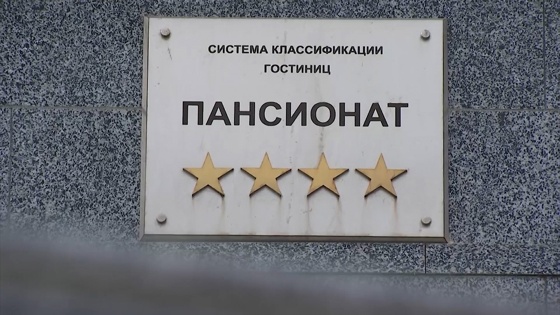 СИСТЕМА КЛАССИФИКАЦИИ
ГОСТИНИЦ
ПАНСИОНАТ